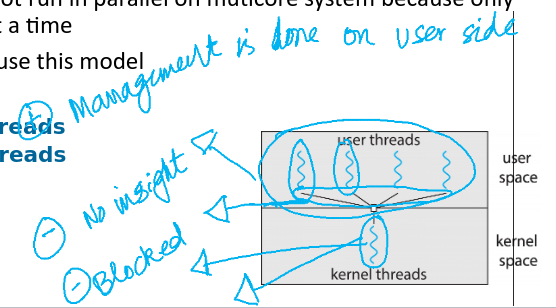 ot run in parallel on multicore system because only
t a time
use this model
+ Management is done on user side
reads
reads
- No insight
- Blocked
user threads
user space
kernel threads
kernel space